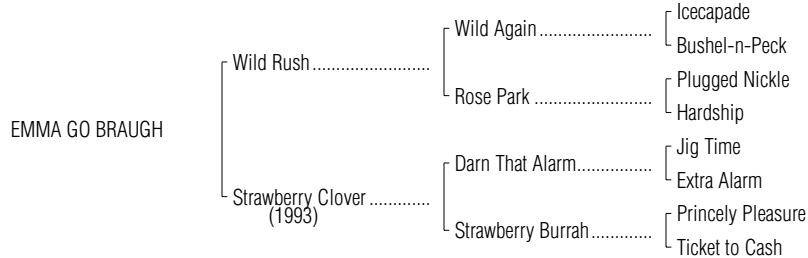 Icecapade
Wild Again ........................
Bushel-n-Peck
Wild Rush .........................
Plugged Nickle
Rose Park .........................
Hardship
EMMA GO BRAUGH
Jig Time
Darn That Alarm................
Extra Alarm
Strawberry Clover .............
(1993)
Princely Pleasure
Strawberry Burrah.............
Ticket to Cash